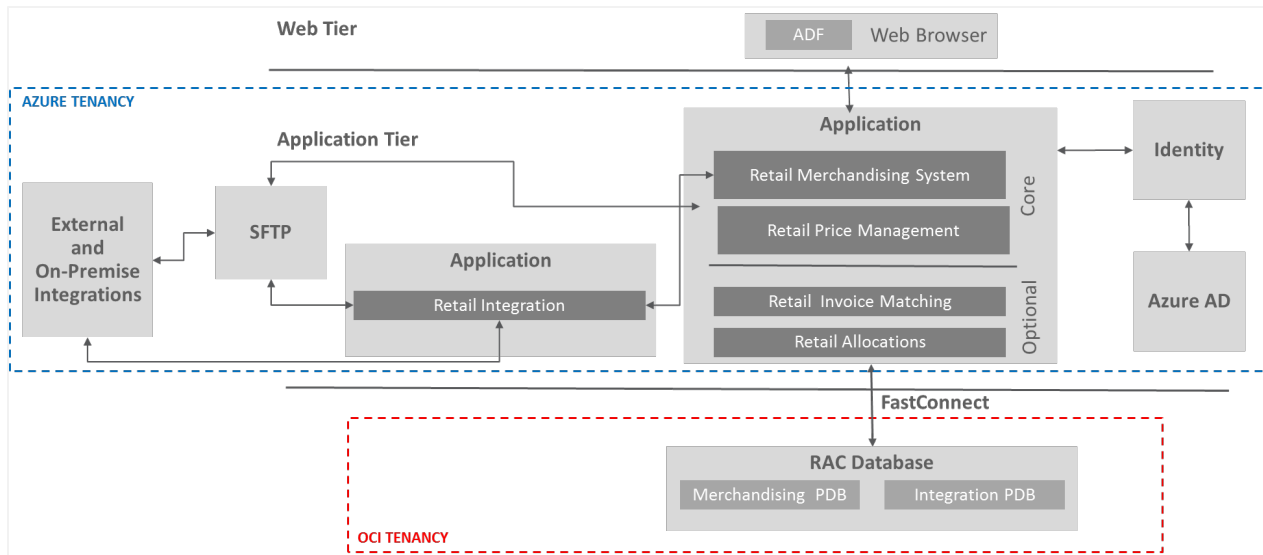 Web Tier
ADF
Web Browser
AZURE TENANCY
Application Tier
Application
Retail Merchandising System
Retail Price Management
Core
Retail Invoice Matching
Retail Allocations
Optional
Identity
Azure AD
External
and
On-Premise
Integrations
SFTP
Application
Retail Integration
FastConnect
RAC Database
Merchandising PDB
Integration PDB
OCI TENANCY